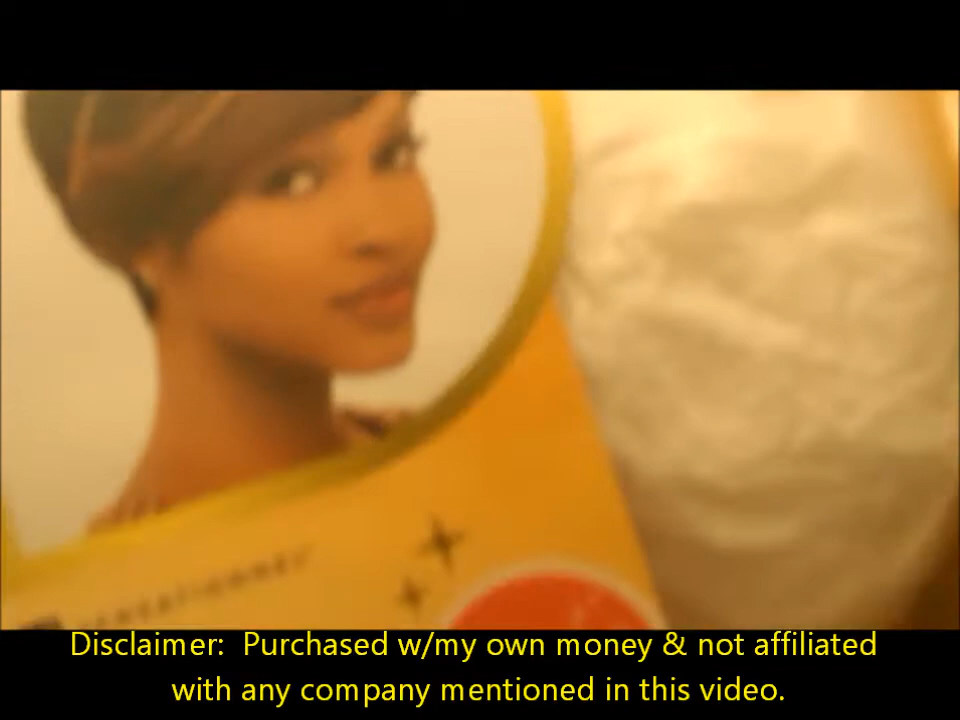 Disclaimer:  Purchased w/my own money & not affiliated
with any company mentioned in this video.